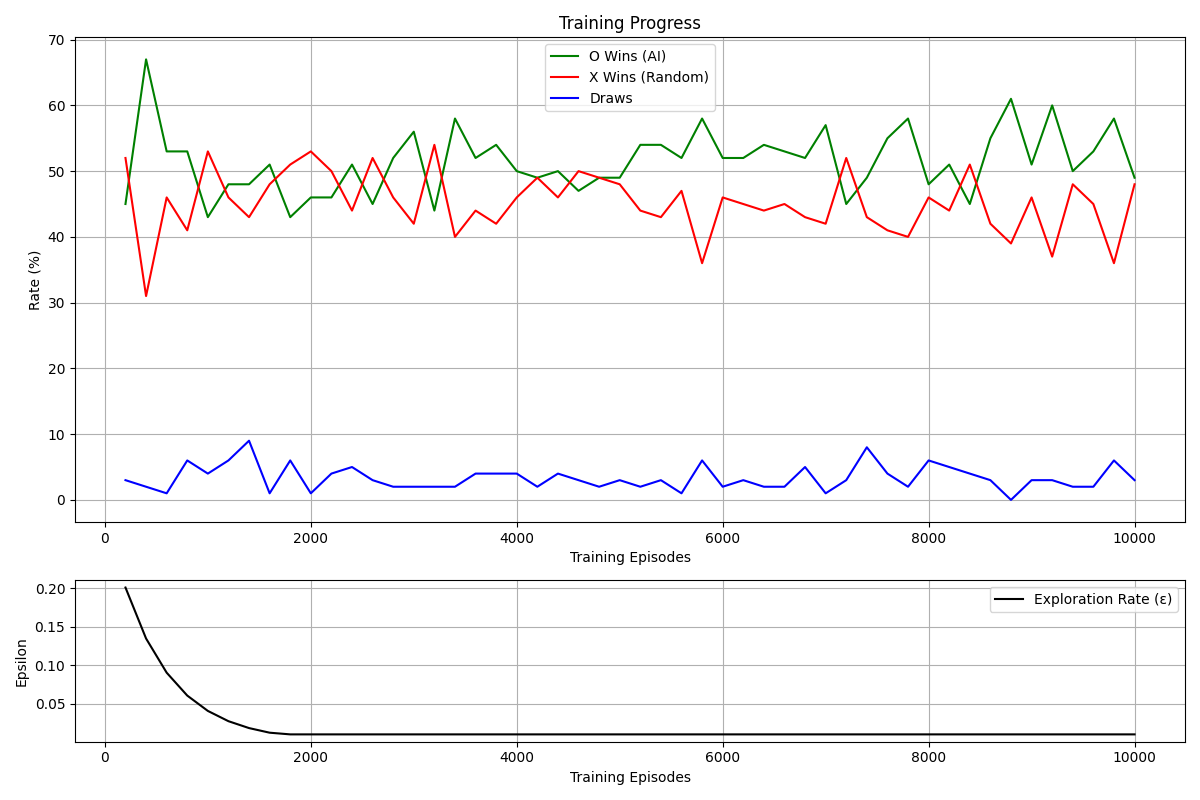 Training Progress
O Wins (AI)
X Wins (Random)
Draws
70
60
50
40
30
20
10
0
Rate (%)
0 2000 4000 6000 8000 10000
Training Episodes
Exploration Rate (ε)
0.20
0.15
0.10
0.05
Epsilon
0 2000 4000 6000 8000 10000
Training Episodes